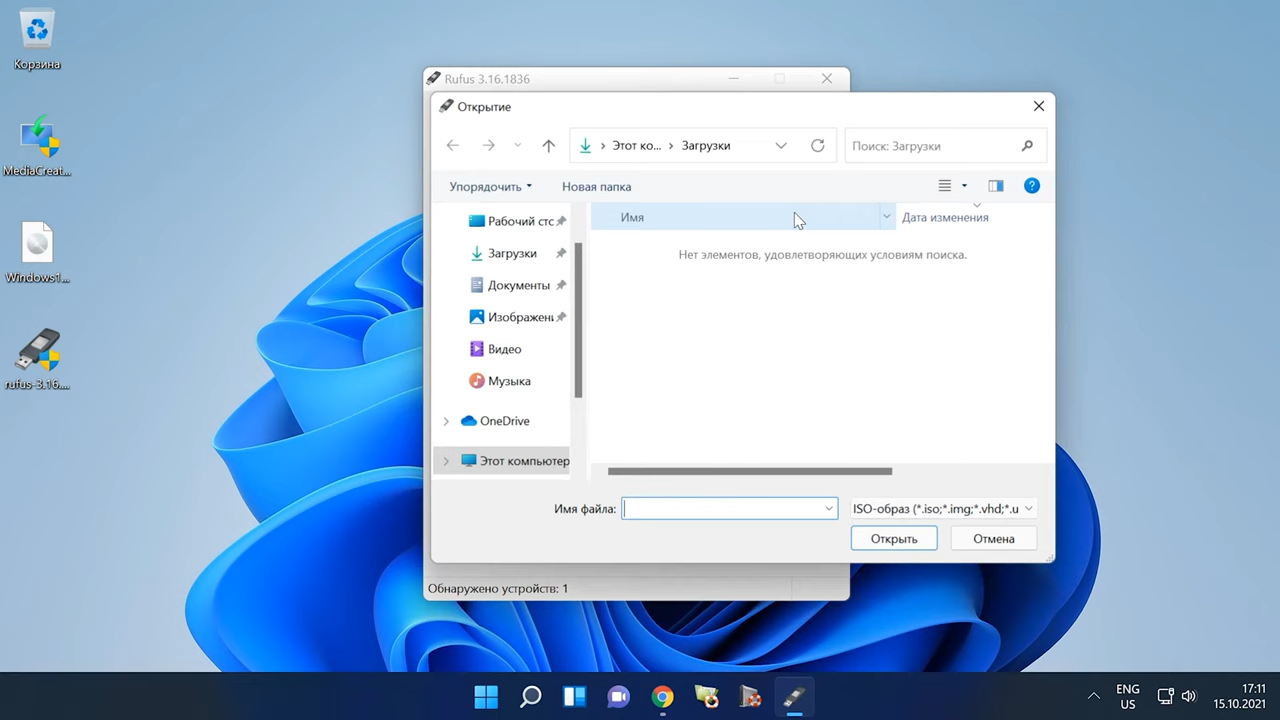 Корзина
MediaCreat...
Windows1...
rufus-3.16....
Rufus 3.16.1836
Открытие
Этот ко... › Загрузки
Поиск: Загрузки
Упорядочить
Новая папка
Рабочий стс
Загрузки
Документы
Изображени
Видео
Музыка
OneDrive
Этот компьютер
Имя
Дата изменения
Нет элементов, удовлетворяющих условиям поиска.
Имя файла:
ISO-образ (*.iso;*.img;*.vhd;*.u
Открыть
Отмена
Обнаружено устройств: 1
ENG
US
17:11
15.10.2021